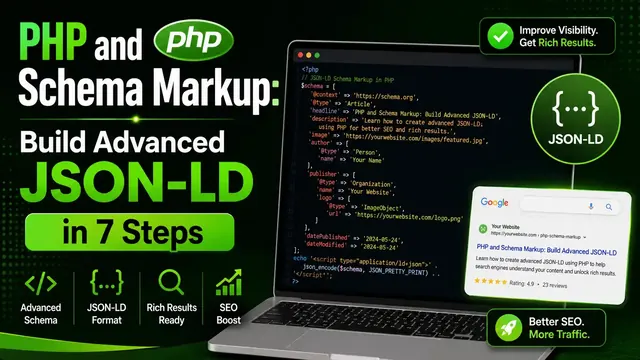 PHP and
php
Schema Markup:
Build Advanced
JSON-LD
in 7 Steps
Advanced
Schema
JSON-LD
Format
Rich Results
Ready
SEO
Boost
<?php
// JSON-LD Schema Markup in PHP
$schema = [
'@context' => 'https://schema.org',
'@type' => 'Article',
'headline' => 'PHP and Schema Markup: Build Advanced JSON-LD',
'description' => 'Learn how to create advanced JSON-LD
using PHP for better SEO and rich results.',
'image' => 'https://yourwebsite.com/images/featured.jpg',
'author' => [
'@type' => 'Person',
'name' => 'Your Name'
],
'publisher' => [
'@type' => 'Organization',
'name' => 'Your Website',
'logo' => [
'@type' => 'ImageObject',
'url' => 'https://yourwebsite.com/logo.png'
]
],
'datePublished' => '2024-05-24',
'dateModified' => '2024-05-24'
echo '<script type="application/ld+json">'
json_encode($schema, JSON_PRETTY_PRINT) .
?>
Improve Visibility.
Get Rich Results.
{...}
JSON-LD
Google
Your Website
https://yourwebsite.com › php-schema-markup
PHP and Schema Markup: Build Advanced JSON-LD
Learn how to create advanced JSON-LD using PHP to help
search engines understand your content and unlock rich results.
Rating: 4.9 · 23 reviews
Better SEO.
More Traffic.